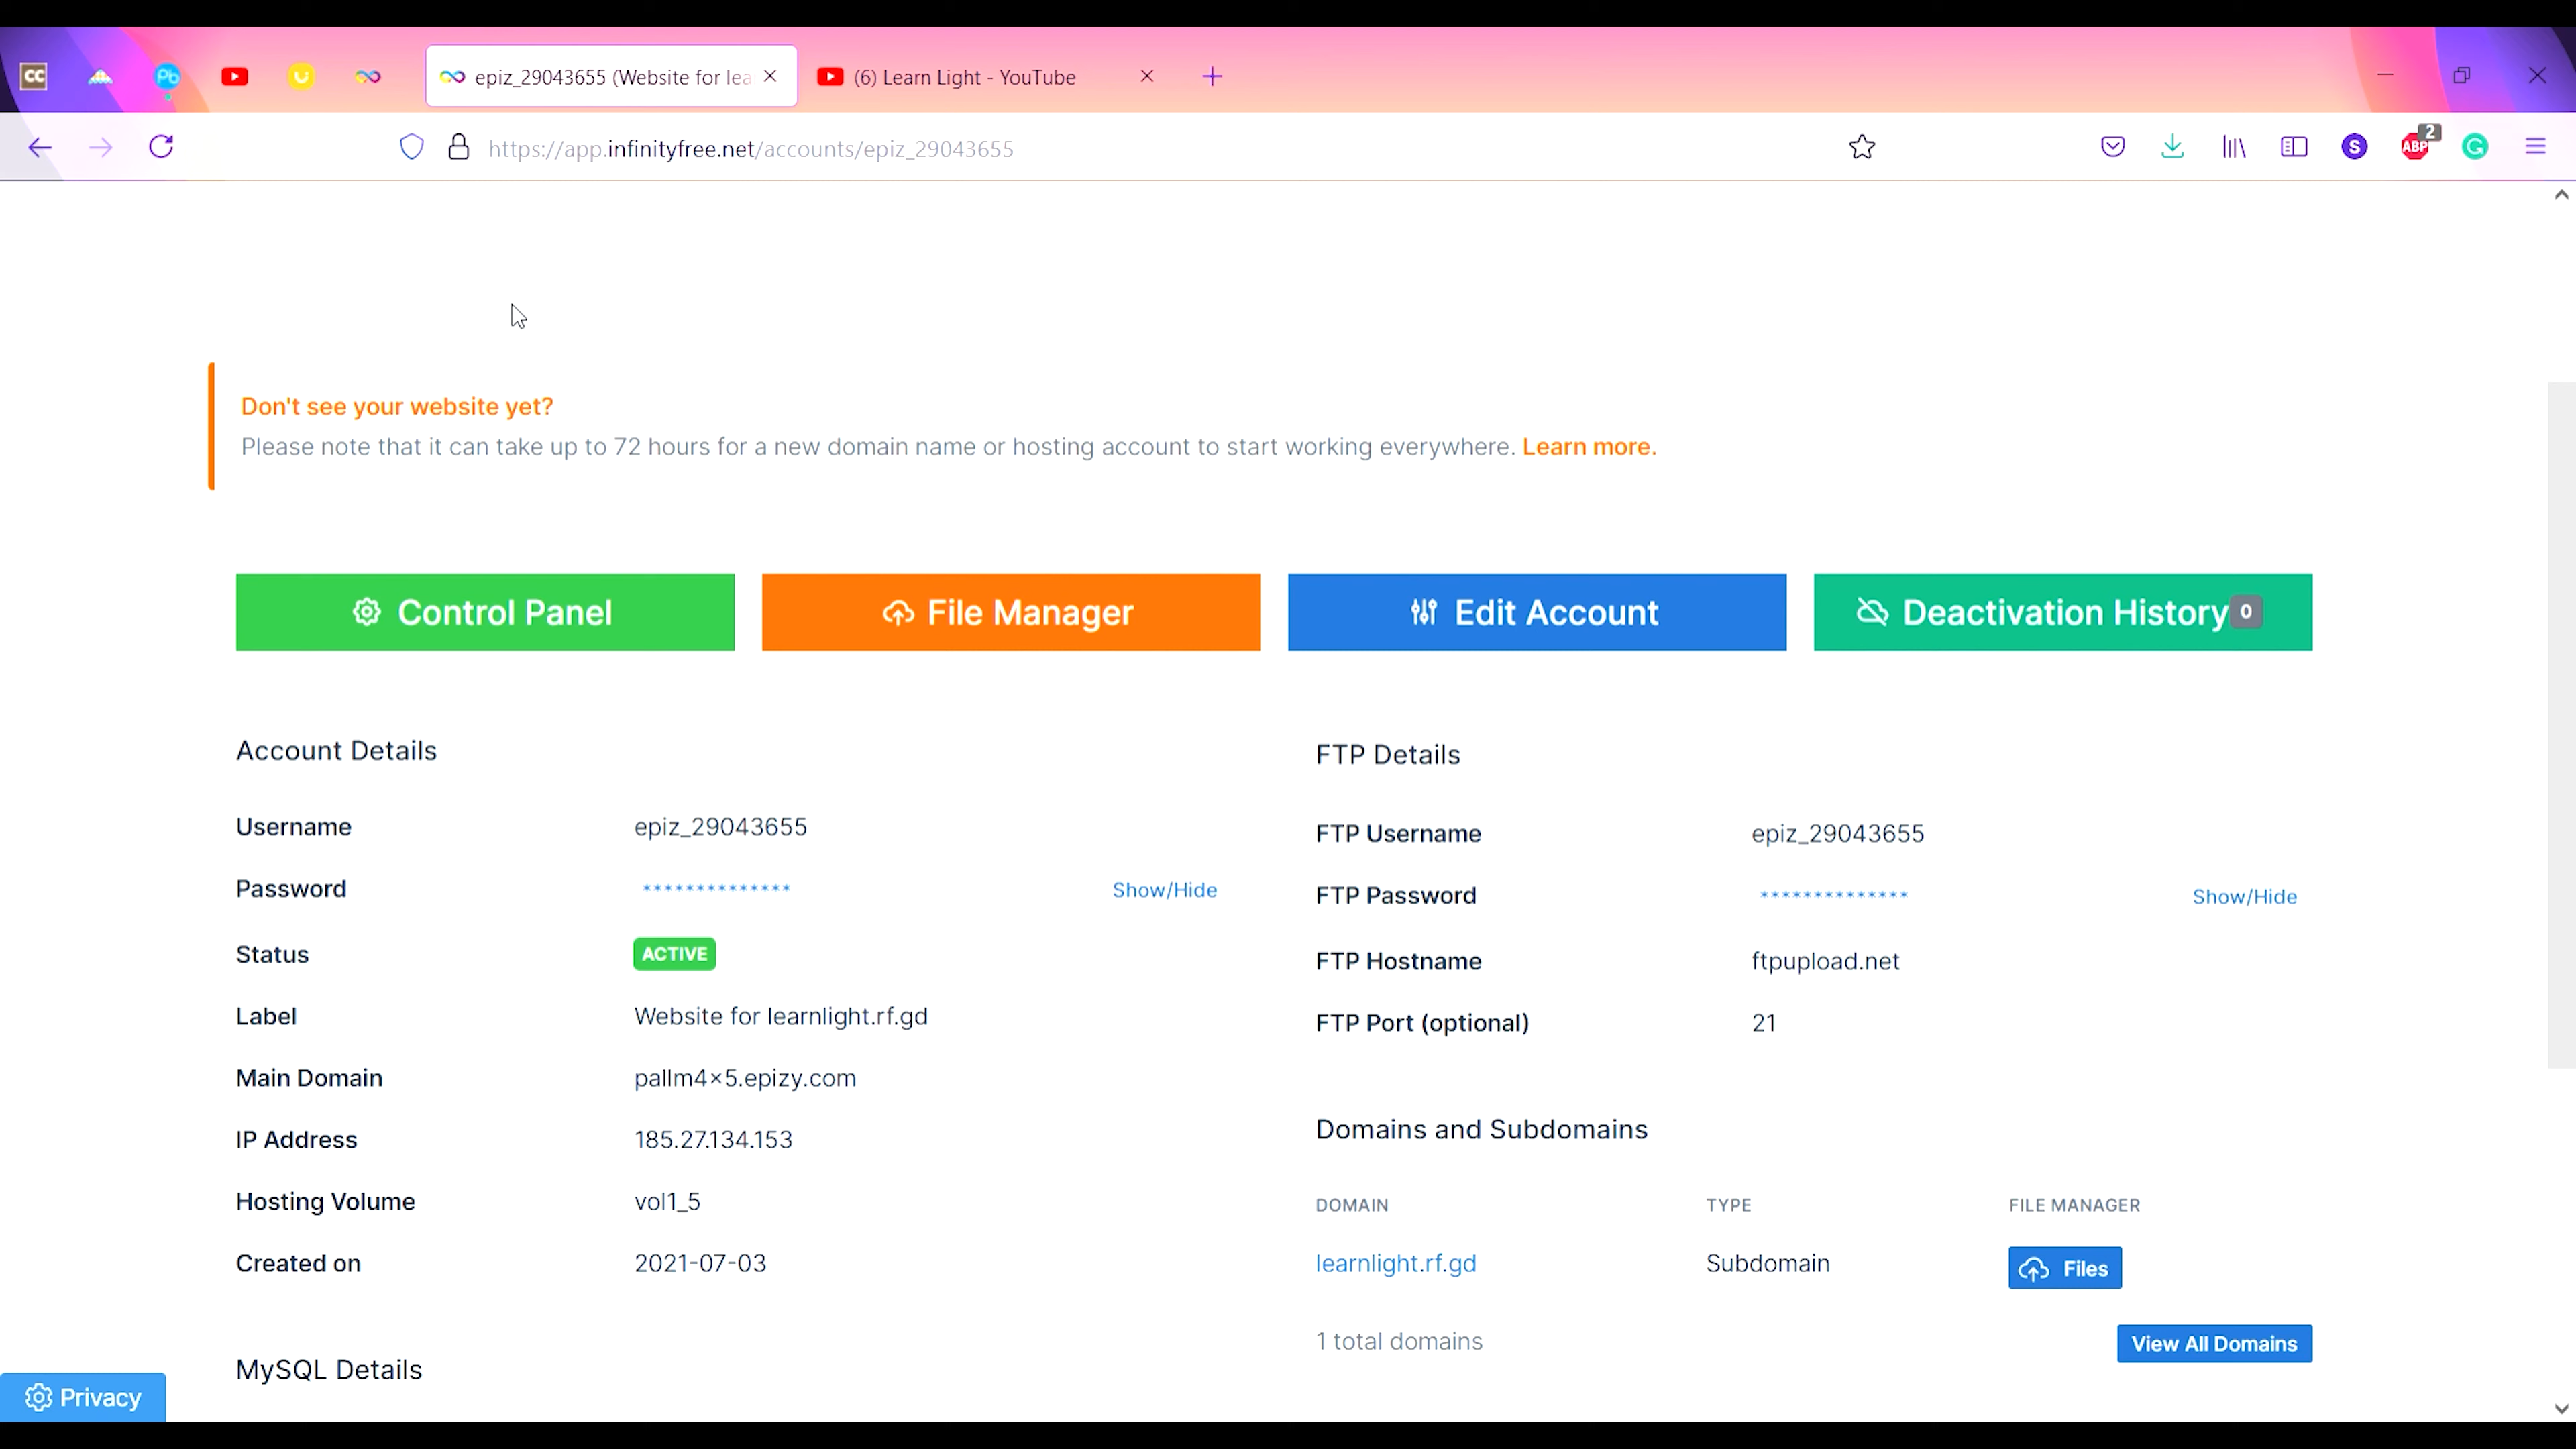 CC
Pb
epiz_29043655 (Website for lea
(6) Learn Light - YouTube
https://app.infinityfree.net/accounts/epiz_29043655
S
ABP
2
Don't see your website yet?
Please note that it can take up to 72 hours for a new domain name or hosting account to start working everywhere. Learn more.
Control Panel
File Manager
Edit Account
Deactivation History 0
Account Details
Username epiz_29043655
Password ************** Show/Hide
Status ACTIVE
Label Website for learnlight.rf.gd
Main Domain pallm4x5.epizy.com
IP Address 185.27.134.153
Hosting Volume vol1_5
Created on 2021-07-03
MySQL Details
FTP Details
FTP Username epiz_29043655
FTP Password ************** Show/Hide
FTP Hostname ftpupload.net
FTP Port (optional) 21
Domains and Subdomains
DOMAIN TYPE FILE MANAGER
learnlight.rf.gd Subdomain Files
1 total domains
View All Domains
Privacy